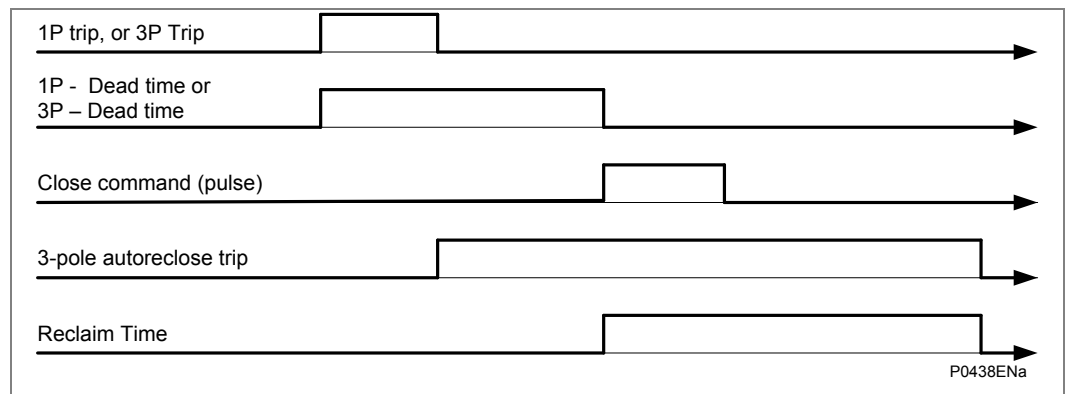 1P trip, or 3P Trip
1P - Dead time or
3P – Dead time
Close command (pulse)
3-pole autoreclose trip
Reclaim Time
P0438ENa